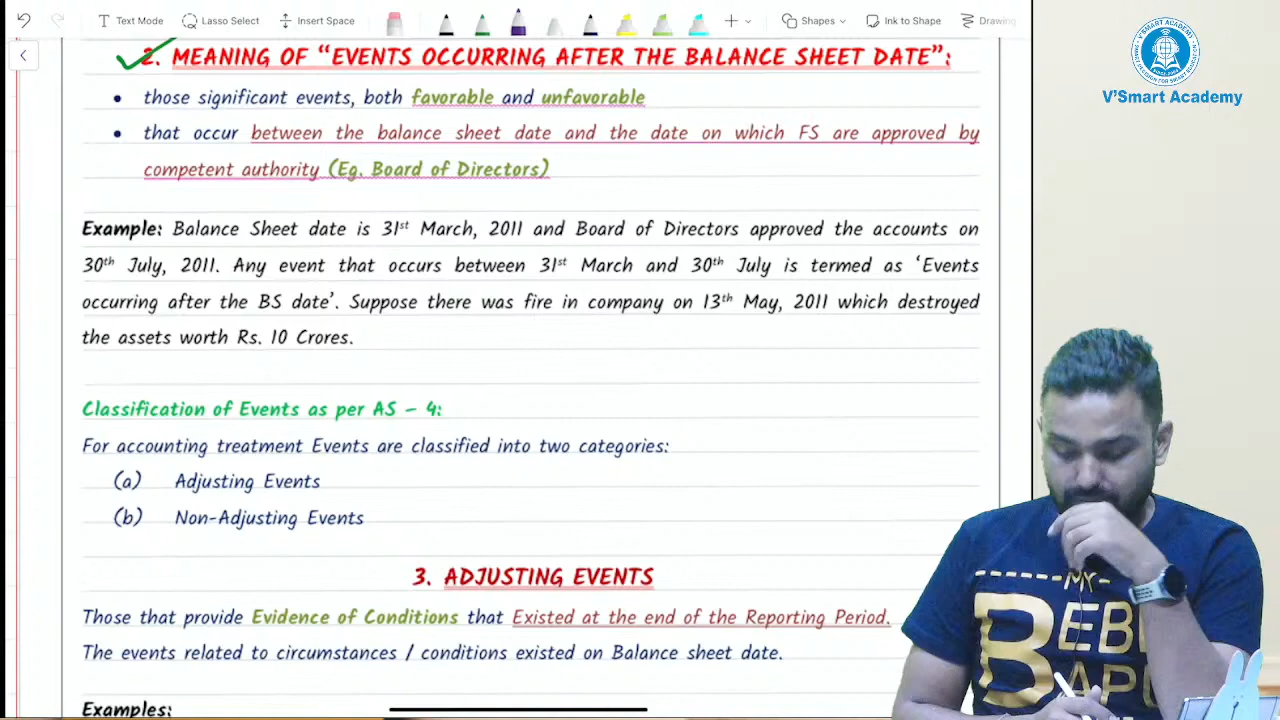 Text Mode
Lasso Select
Insert Space
Shapes
Ink to Shape
Drawing
2. MEANING OF “EVENTS OCCURRING AFTER THE BALANCE SHEET DATE”:
• those significant events, both favorable and unfavorable
• that occur between the balance sheet date and the date on which FS are approved by
competent authority (Eg. Board of Directors)
Example: Balance Sheet date is 31st March, 2011 and Board of Directors approved the accounts on
30th July, 2011. Any event that occurs between 31st March and 30th July is termed as ‘Events
occurring after the BS date’. Suppose there was fire in company on 13th May, 2011 which destroyed
the assets worth Rs. 10 Crores.
Classification of Events as per AS – 4:
For accounting treatment Events are classified into two categories:
(a) Adjusting Events
(b) Non-Adjusting Events
3. ADJUSTING EVENTS
Those that provide Evidence of Conditions that Existed at the end of the Reporting Period.
The events related to circumstances / conditions existed on Balance sheet date.
Examples:
V'Smart Academy
MY
BEBE
BAPU